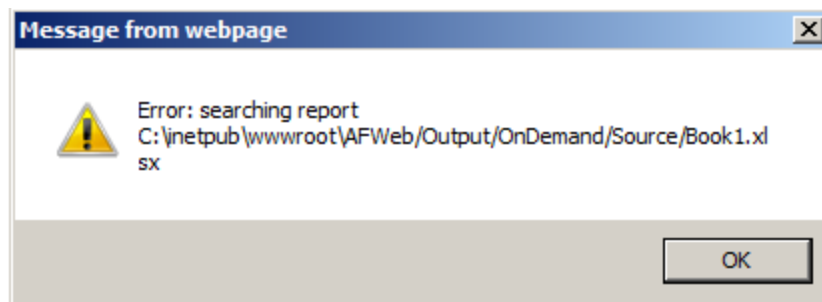 Message from webpage
Error: searching report
C:\inetpub\wwwroot\AFWeb/Output/OnDemand/Source/Book1.xl
sx
OK